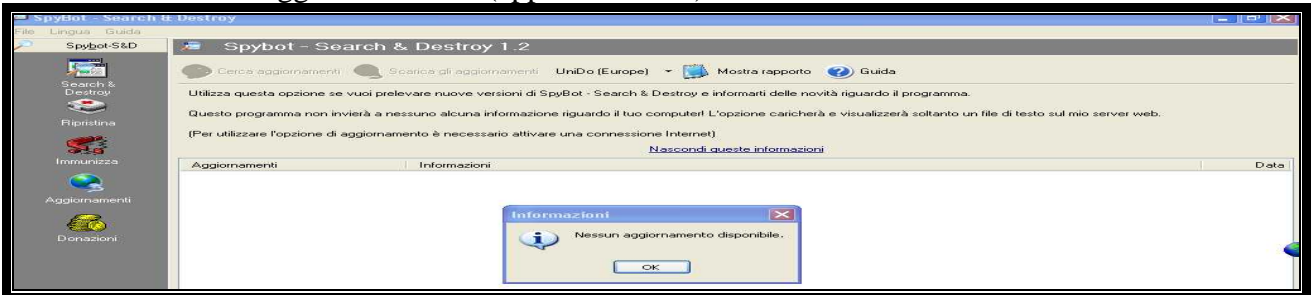 SpyBot - Search & Destroy
File Lingua Guida
Spybot-S&D
Search & Destroy
Ripristina
Immunizza
Aggiornamenti
Donazioni
Spybot - Search & Destroy 1.2
Cerca aggiornamenti Scarica gli aggiornamenti UniDo (Europe) Mostra rapporto Guida
Utilizza questa opzione se vuoi prelevare nuove versioni di SpyBot - Search & Destroy e informarti delle novità riguardo il programma.
Questo programma non invierà a nessuno alcuna informazione riguardo il tuo computer! L'opzione caricherà e visualizzerà soltanto un file di testo sul mio server web.
(Per utilizzare l'opzione di aggiornamento è necessario attivare una connessione Internet)
Nascondi queste informazioni
Aggiornamenti Informazioni Data
Informazioni
Nessun aggiornamento disponibile.
OK